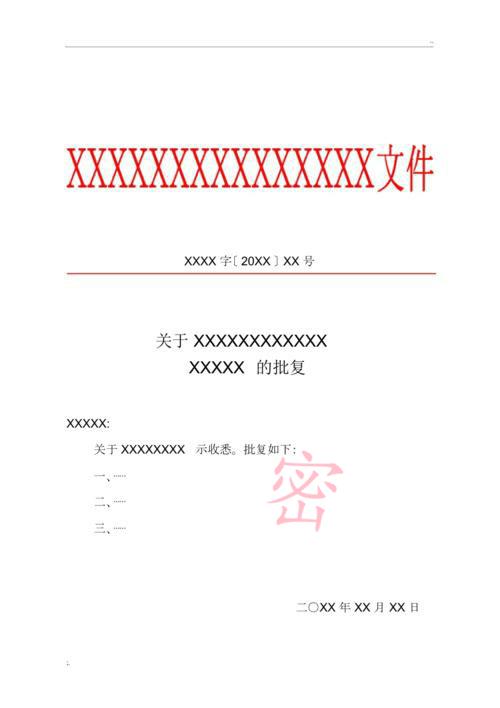 XXXXXXXXXXXXXXX文件
XXXX 字〔 20XX 〕XX 号
关于 XXXXXXXXXXXX
XXXXX 的批复
XXXXX:
关于 XXXXXXXX 示收悉。批复如下:
一、……
二、……
三、……
密
二〇XX 年 XX 月 XX 日
;.